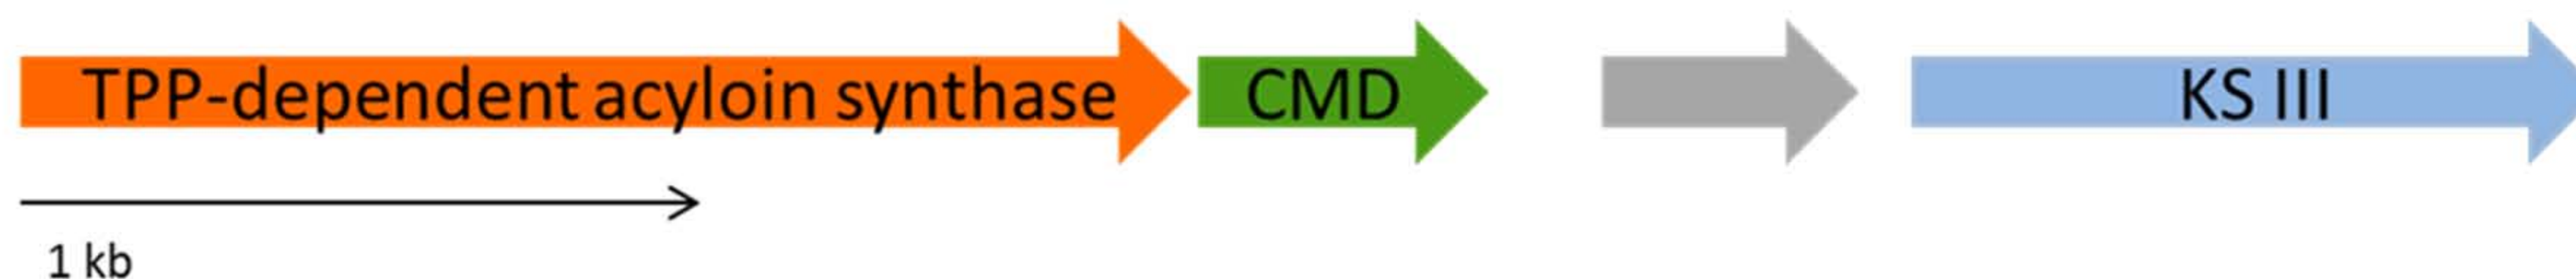 TPP-dependent acyloin synthase CMD KS III
1 kb